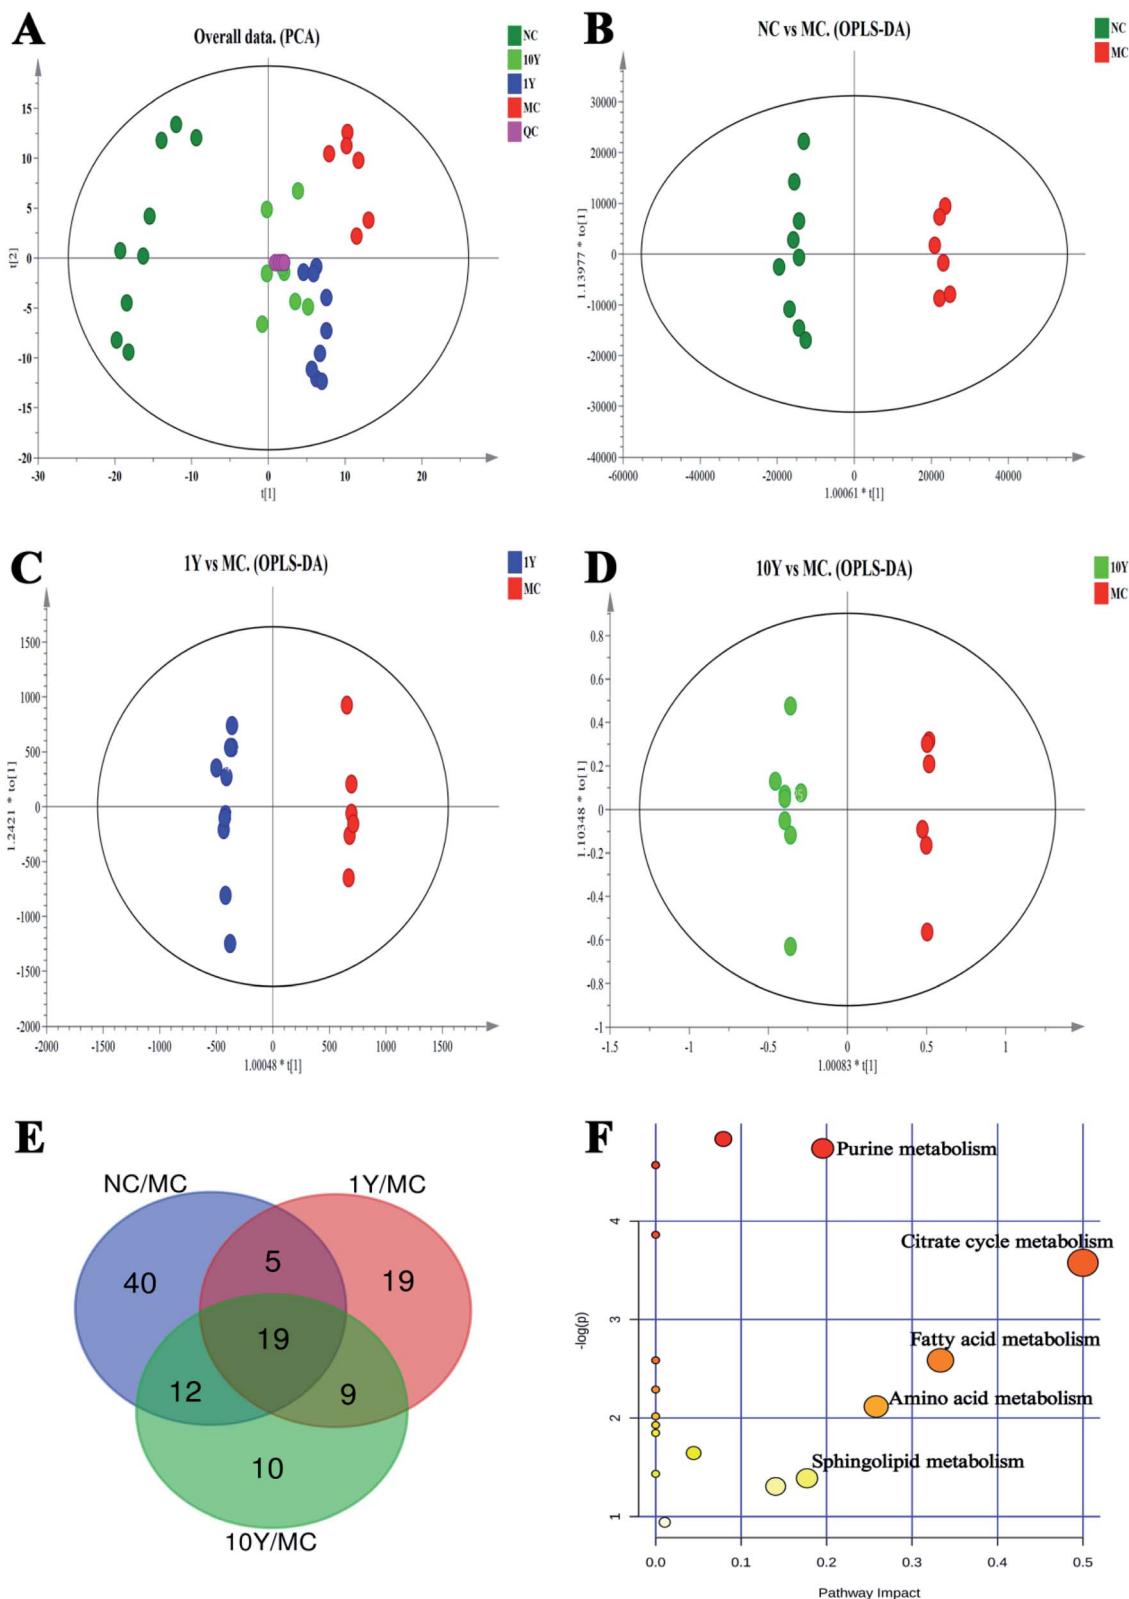 A
Overall data. (PCA)
NC
10Y
1Y
MC
QC
t[2]
15
10
5
0
-5
-10
-15
-20
-30
-20
-10
0
10
20
t[1]
B
NC vs MC. (OPLS-DA)
NC
MC
1.13977 * to[1]
30000
20000
10000
0
-10000
-20000
-30000
-40000
-60000
-40000
-20000
0
20000
40000
1.00061 * t[1]
C
1Y vs MC. (OPLS-DA)
1Y
MC
1.2421 * to[1]
1500
1000
500
0
-500
-1000
-1500
-2000
-2000
-1500
-1000
-500
0
500
1000
1500
1.00048 * t[1]
D
10Y vs MC. (OPLS-DA)
10Y
MC
1.10348 * to[1]
0.8
0.6
0.4
0.2
0
-0.2
-0.4
-0.6
-0.8
-1
-1.5
-1
-0.5
0
0.5
1
1.00083 * t[1]
E
NC/MC
1Y/MC
5
40
19
19
12
9
10
10Y/MC
F
Purine metabolism
Citrate cycle metabolism
Fatty acid metabolism
Amino acid metabolism
Sphingolipid metabolism
-log(p)
4
3
2
1
0.0
0.1
0.2
0.3
0.4
0.5
Pathway Impact